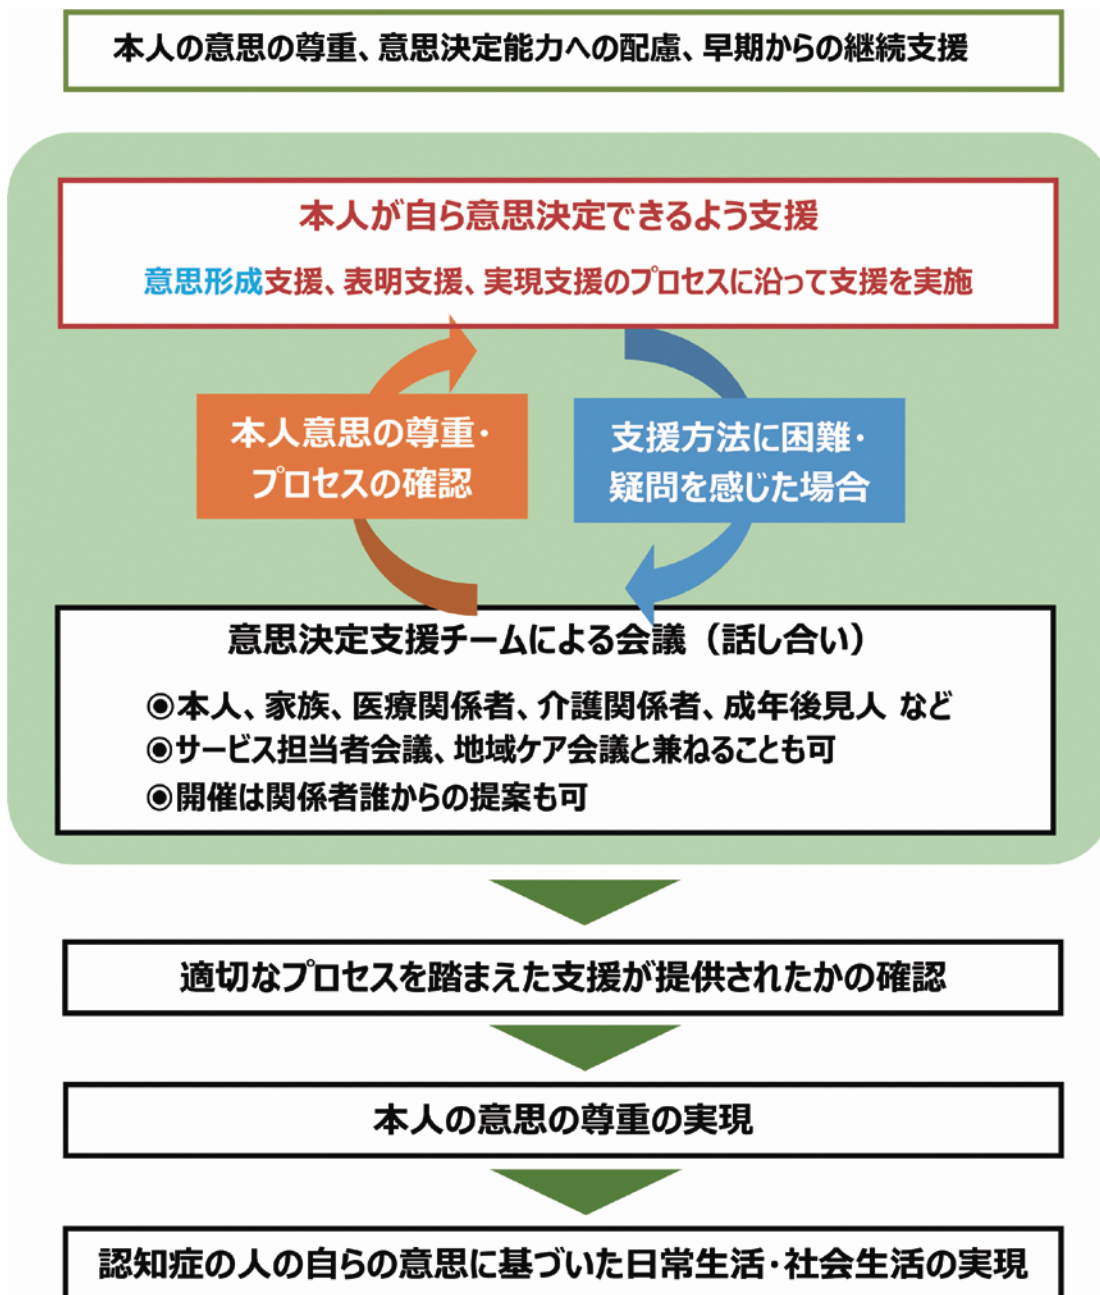 本人の意思の尊重、意思決定能力への配慮、早期からの継続支援
本人が自ら意思決定できるよう支援
意思形成支援、表明支援、実現支援のプロセスに沿って支援を実施
本人意思の尊重・
プロセスの確認
支援方法に困難・
疑問を感じた場合
意思決定支援チームによる会議（話し合い）
◉本人、家族、医療関係者、介護関係者、成年後見人 など
◉サービス担当者会議、地域ケア会議と兼ねることも可
◉開催は関係者誰からの提案も可
適切なプロセスを踏まえた支援が提供されたかの確認
本人の意思の尊重の実現
認知症の人の自らの意思に基づいた日常生活・社会生活の実現